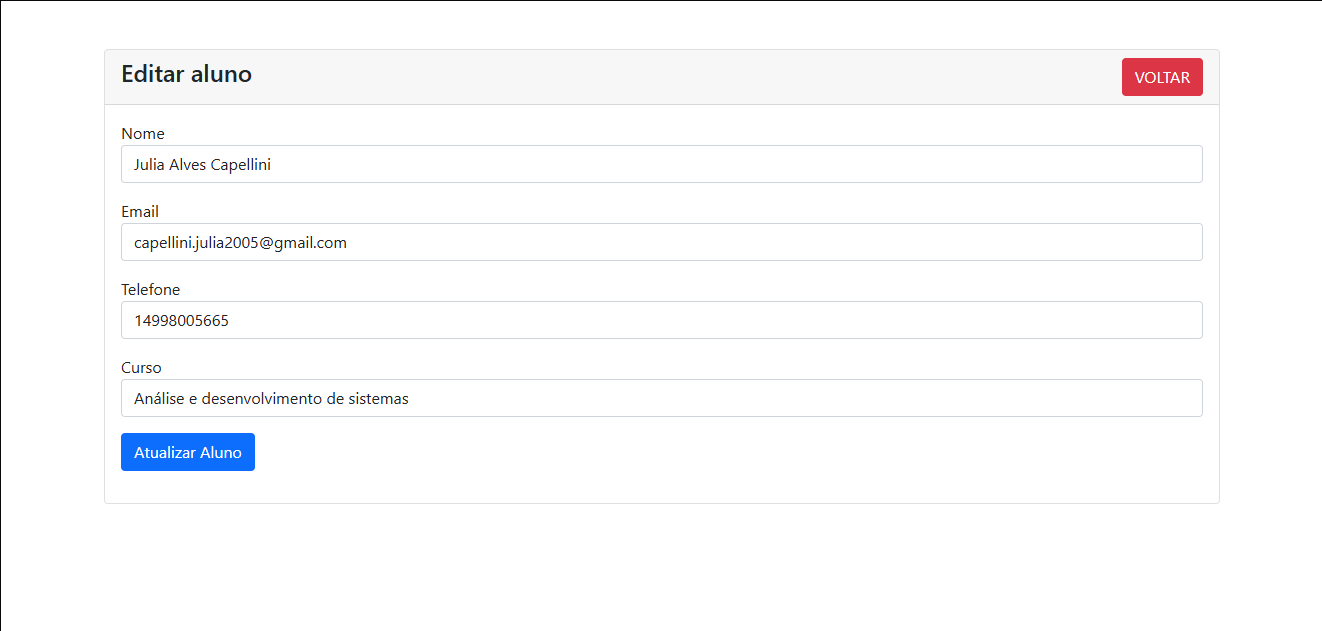 Editar aluno
VOLTAR
Nome
Julia Alves Capellini
Email
capellini.julia2005@gmail.com
Telefone
14998005665
Curso
Análise e desenvolvimento de sistemas
Atualizar Aluno